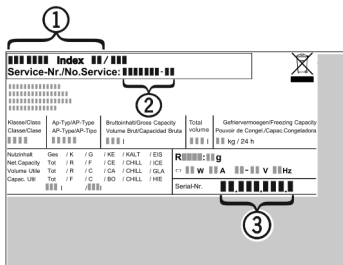 1
Index /
Service-Nr./No.Service: -
2
Klasse/Class Ap-Typ/AP-Type Bruttoinhalt/Gross Capacity Total Gefriervermoegen/Freezing Capacity
Classe/Clase AP-Type/AP-Tipo Volume Brut/Capacidad Bruta volume Pouvoir de Congel./Capac.Congeladora
l l kg / 24 h
Nutzinhalt Ges / K / G / KE / KALT / EIS
Net.Capacity Tot / R / F / CE / CHILL / ICE
Volume Utile Tot / R / C / CA / CHILL / GLA
Capac. Util Tot / F / C / BO / CHILL / HIE
l / l
R : g
W A - V Hz
Serial-Nr. . . .
3